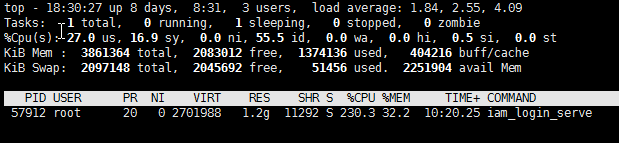 top - 18:30:27 up 8 days,  8:31,  3 users,  load average: 1.84, 2.55, 4.09
Tasks:   1 total,   0 running,   1 sleeping,   0 stopped,   0 zombie
%Cpu(s): 27.0 us, 16.9 sy,  0.0 ni, 55.5 id,  0.0 wa,  0.0 hi,  0.5 si,  0.0 st
KiB Mem :  3861364 total,  2083012 free,  1374136 used,   404216 buff/cache
KiB Swap:  2097148 total,  2045692 free,    51456 used.  2251904 avail Mem
PID USER      PR  NI    VIRT    RES    SHR S  %CPU %MEM     TIME+ COMMAND
57912 root      20   0 2701988   1.2g  11292 S 230.3 32.2  10:20.25 iam_login_serve